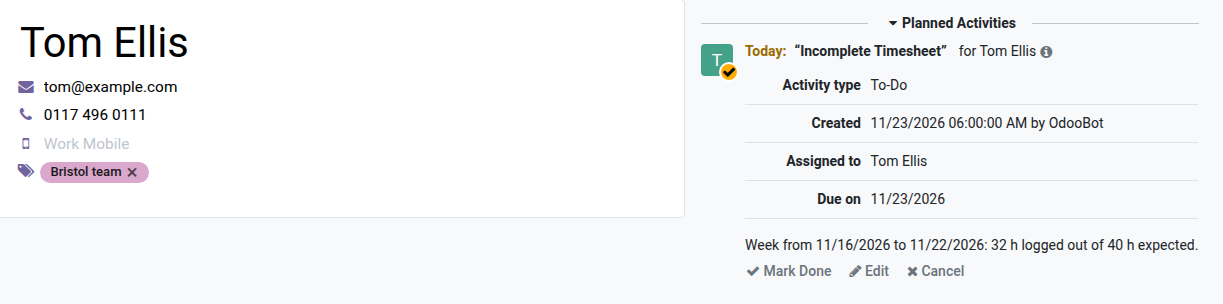 Tom Ellis
tom@example.com
0117 496 0111
Work Mobile
Bristol team
Planned Activities
T
Today: “Incomplete Timesheet” for Tom Ellis
Activity type To-Do
Created 11/23/2026 06:00:00 AM by OdooBot
Assigned to Tom Ellis
Due on 11/23/2026
Week from 11/16/2026 to 11/22/2026: 32 h logged out of 40 h expected.
Mark Done Edit Cancel